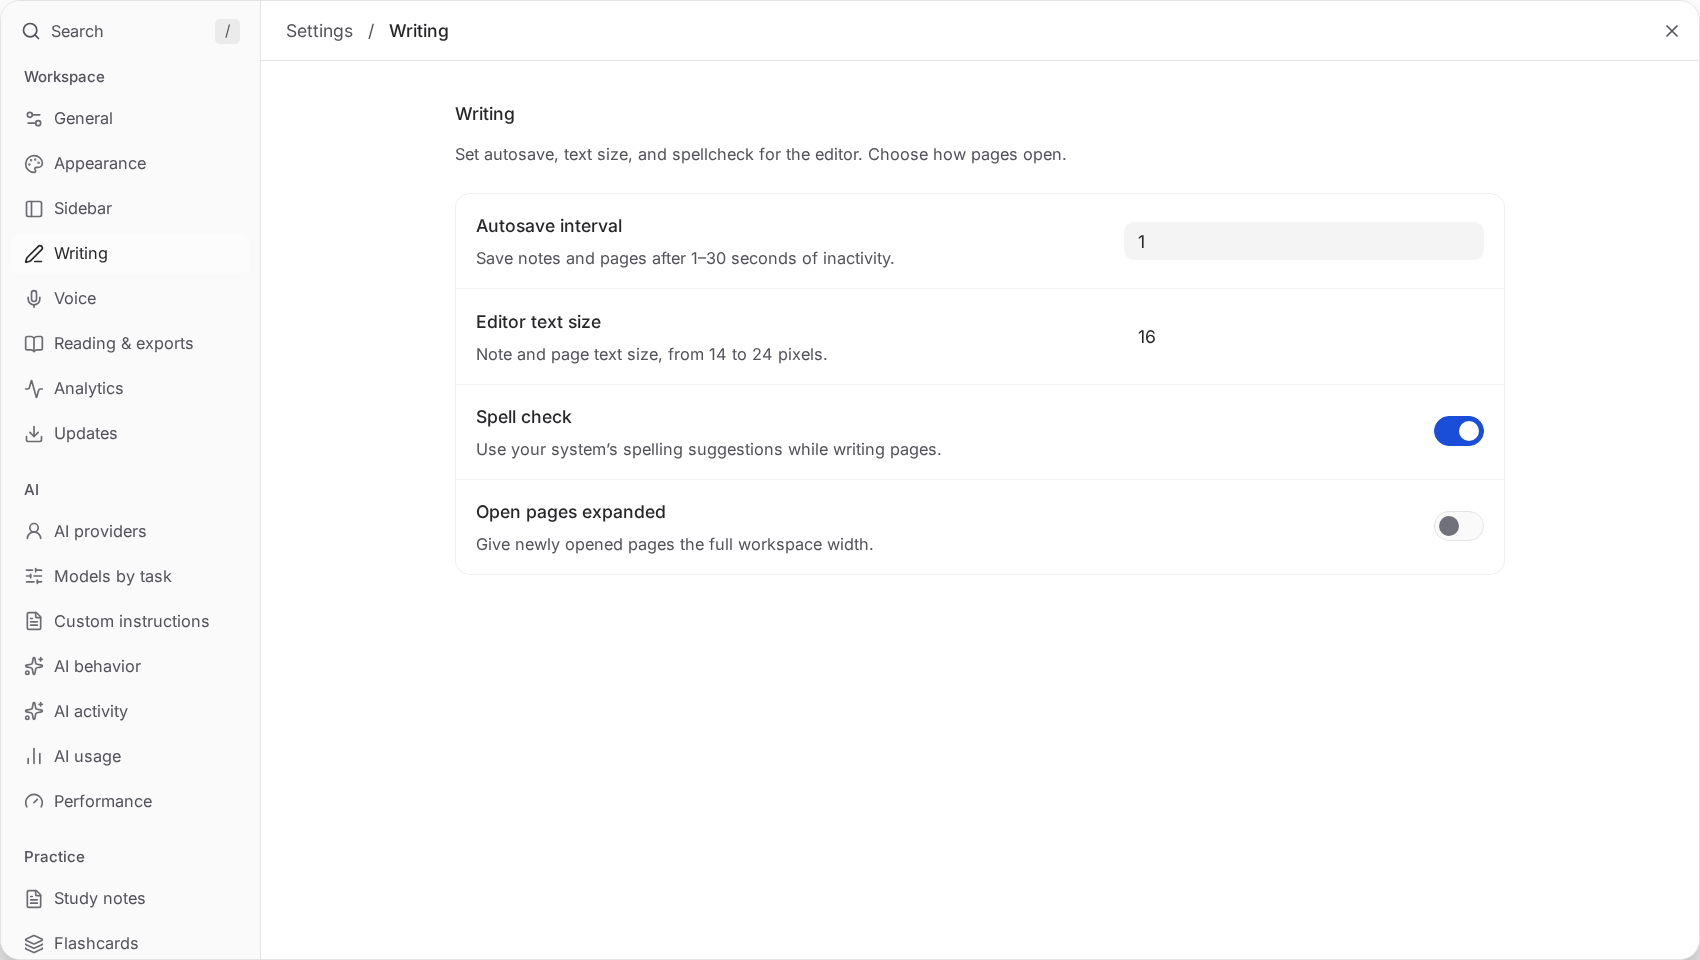 Search
/
Settings / Writing
Workspace
General
Appearance
Sidebar
Writing
Voice
Reading & exports
Analytics
Updates
AI
AI providers
Models by task
Custom instructions
AI behavior
AI activity
AI usage
Performance
Practice
Study notes
Flashcards
Writing
Set autosave, text size, and spellcheck for the editor. Choose how pages open.
Autosave interval
Save notes and pages after 1–30 seconds of inactivity.
1
Editor text size
Note and page text size, from 14 to 24 pixels.
16
Spell check
Use your system’s spelling suggestions while writing pages.
Open pages expanded
Give newly opened pages the full workspace width.